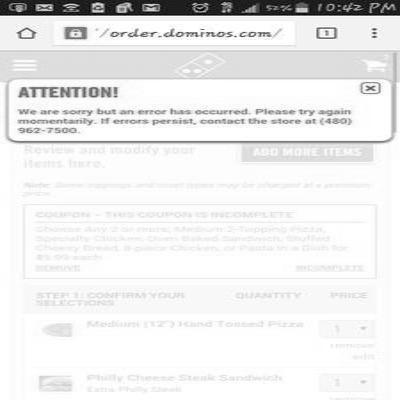 52% 10:42 PM
'/order.dominos.com/ 1
ATTENTION!
We are sorry but an error has occurred. Please try again
momentarily. If errors persist, contact the store at (480)
962-7500.
Review and modify your
items here.
ADD MORE ITEMS
Note: Some toppings and crust types may be charged at a premium
price.
COUPON - THIS COUPON IS INCOMPLETE
Choose Any 2 or more; Medium 2-Topping Pizza,
Specialty Chicken, Oven Baked Sandwich, Stuffed
Cheesy Bread, 8-piece Chicken, or Pasta in a Dish for
$5.99 each
REMOVE INCOMPLETE
STEP 1: CONFIRM YOUR
SELECTIONS
QUANTITY PRICE
Medium (12") Hand Tossed Pizza 1
remove
edit
Philly Cheese Steak Sandwich 1
Extra Philly Steak
remove